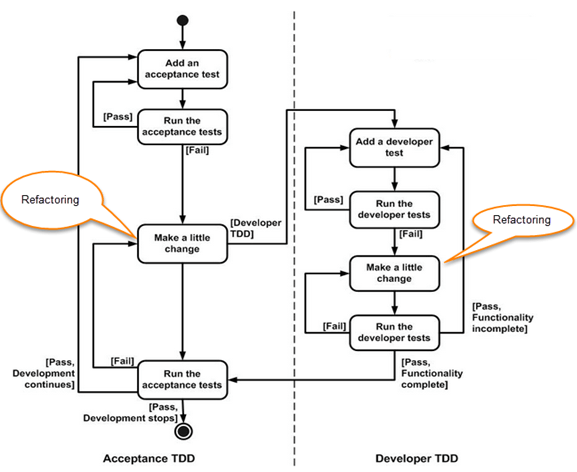 Add an
acceptance test
[Pass]
Run the
acceptance tests
[Fail]
Refactoring
Make a little
change
[Developer
TDD]
[Fail]
[Pass,
Development
continues]
Run the
acceptance tests
[Pass,
Development stops]
Acceptance TDD
Add a developer
test
[Pass]
Run the
developer tests
[Fail]
Refactoring
Make a little
change
[Fail]
Run the
developer tests
[Pass,
Functionality
incomplete]
[Pass,
Functionality
complete]
Developer TDD